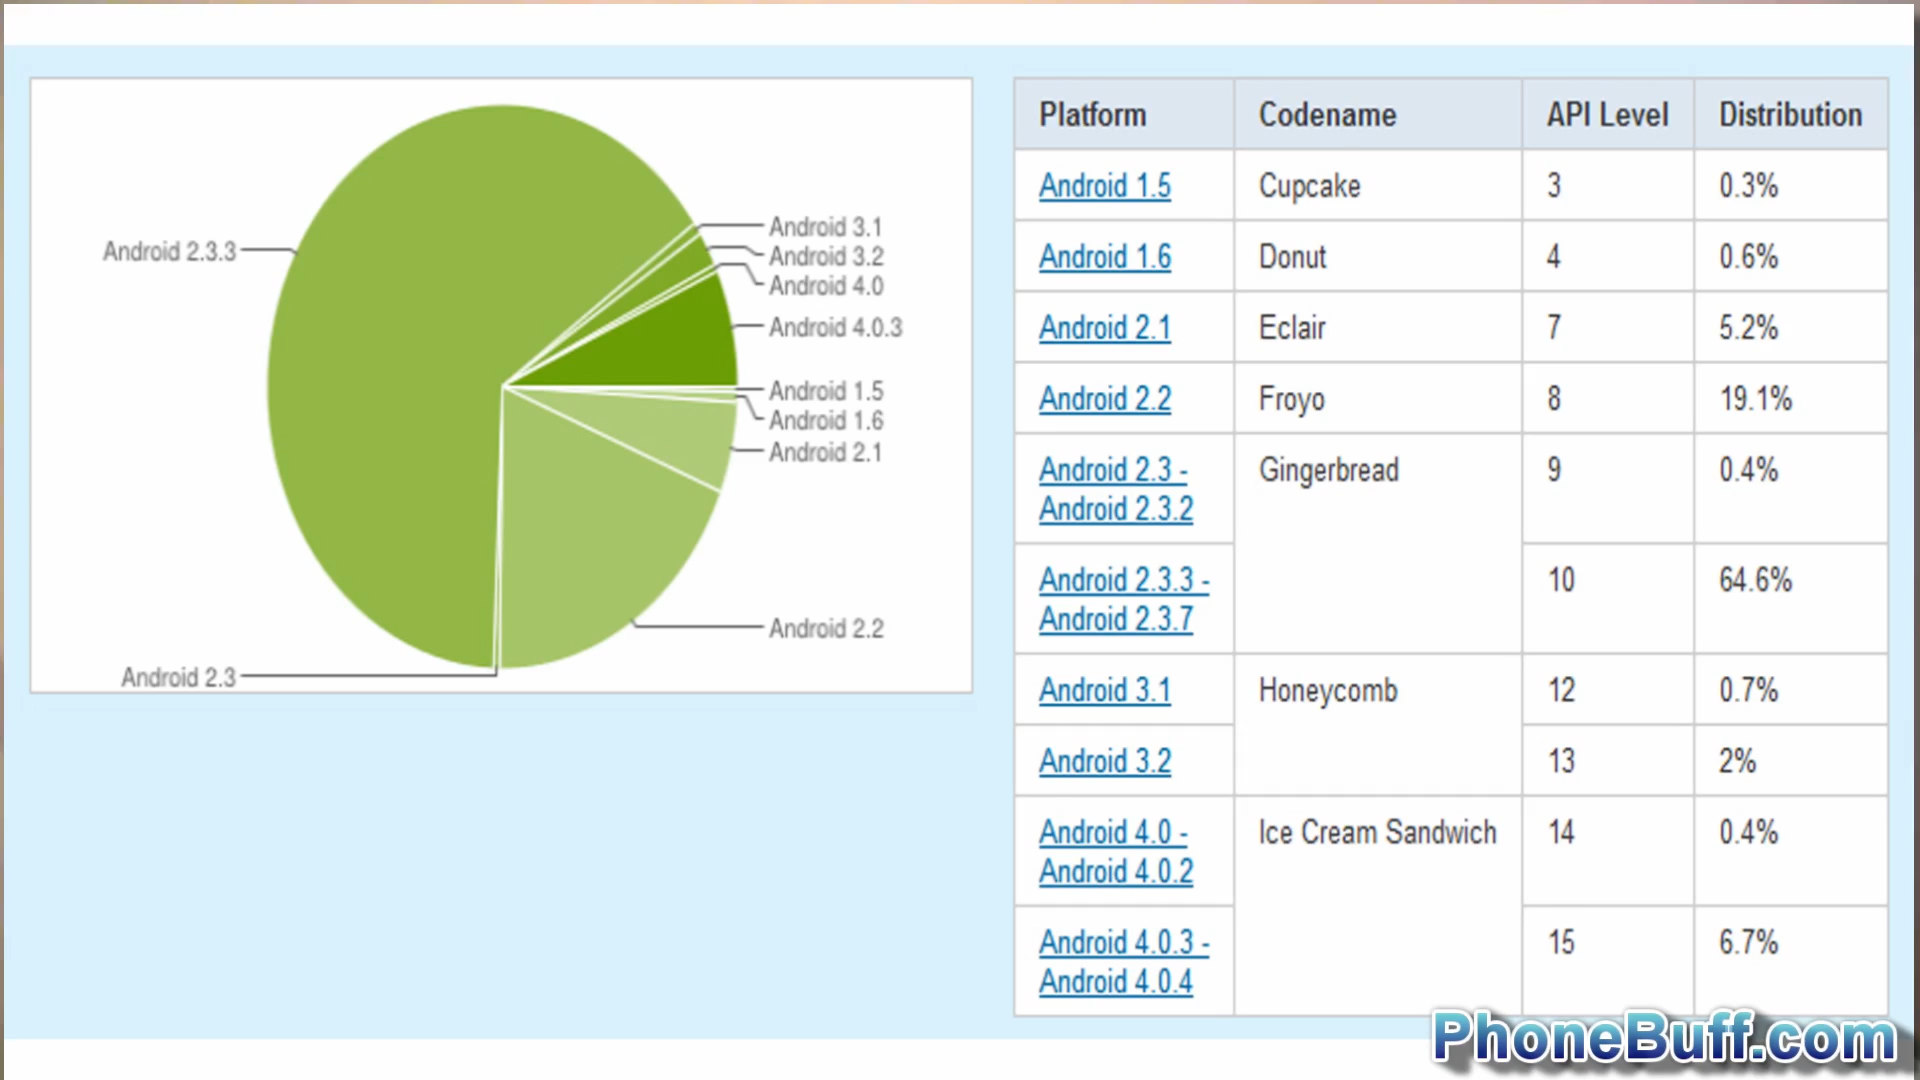 Android 2.3.3
Android 3.1
Android 3.2
Android 4.0
Android 4.0.3
Android 1.5
Android 1.6
Android 2.1
Android 2.2
Android 2.3
Platform Codename API Level Distribution
Android 1.5 Cupcake 3 0.3%
Android 1.6 Donut 4 0.6%
Android 2.1 Eclair 7 5.2%
Android 2.2 Froyo 8 19.1%
Android 2.3 - Gingerbread 9 0.4%
Android 2.3.2
Android 2.3.3 - 10 64.6%
Android 2.3.7
Android 3.1 Honeycomb 12 0.7%
Android 3.2 13 2%
Android 4.0 - Ice Cream Sandwich 14 0.4%
Android 4.0.2
Android 4.0.3 - 15 6.7%
Android 4.0.4
PhoneBuff.com